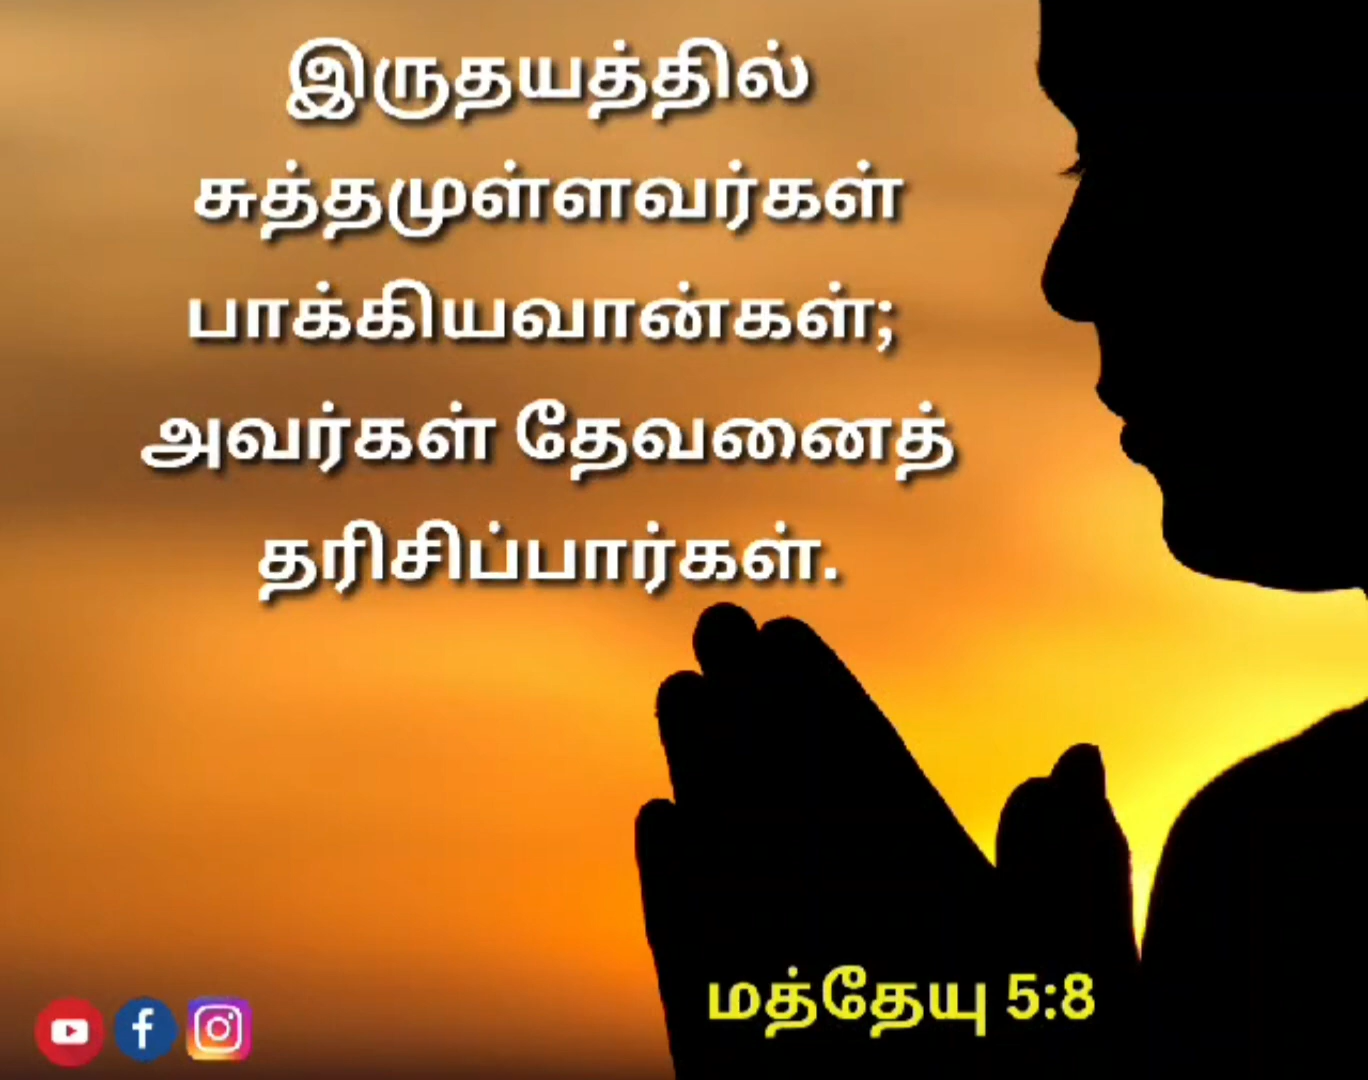 இருதயத்தில்
சுத்தமுள்ளவர்கள்
பாக்கியவான்கள்;
அவர்கள் தேவனைத்
தரிசிப்பார்கள்.
மத்தேயு 5:8